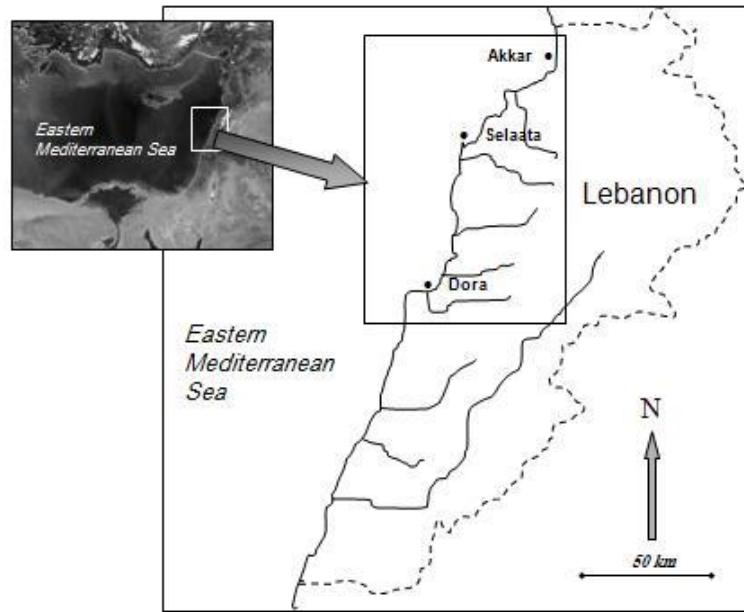 Eastern
Mediterranean Sea
Akkar
Selaata
Lebanon
Dora
Eastern
Mediterranean
Sea
N
50 km